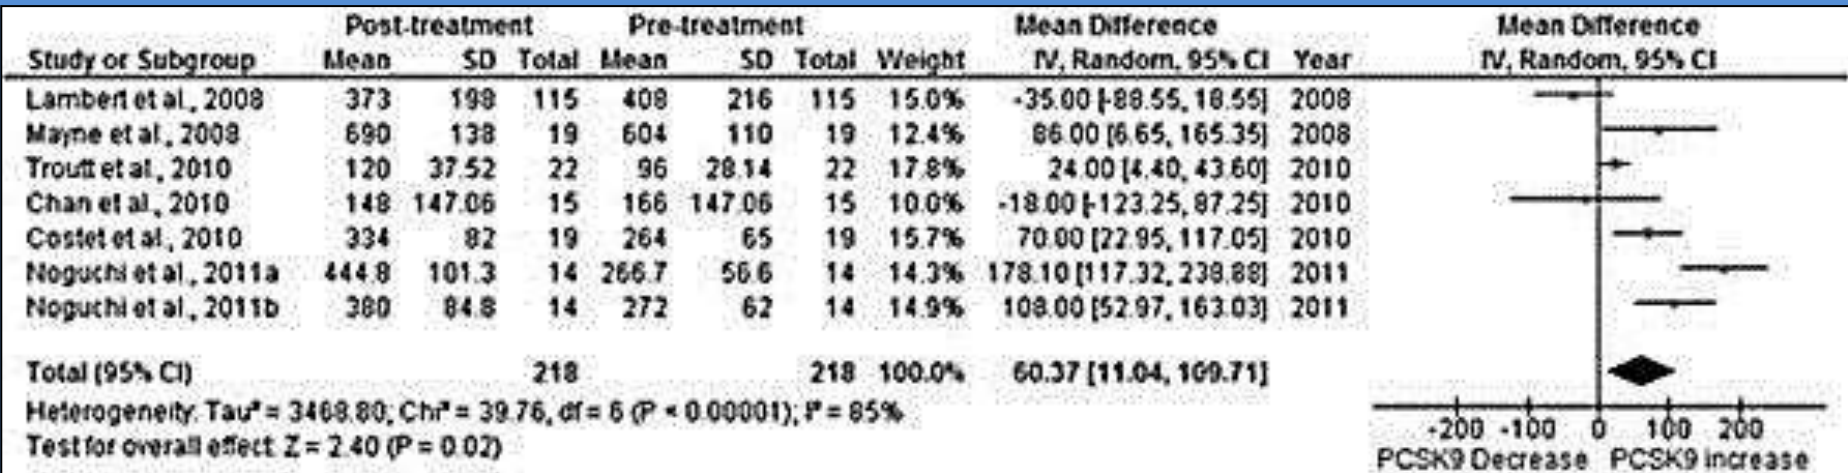 Post-treatment Pre-treatment Mean Difference Mean Difference
Study or Subgroup Mean SD Total Mean SD Total Weight IV, Random, 95% CI Year IV, Random, 95% CI
Lambert et al., 2008 373 198 115 408 216 115 15.0% -35.00 [-88.55, 18.55] 2008
Mayne et al., 2008 690 138 19 604 110 19 12.4% 86.00 [6.65, 165.35] 2008
Troutt et al., 2010 120 37.52 22 96 28.14 22 17.8% 24.00 [4.40, 43.60] 2010
Chan et al., 2010 148 147.06 15 166 147.06 15 10.0% -18.00 [-123.25, 87.25] 2010
Costet et al., 2010 334 82 19 264 65 19 15.7% 70.00 [22.95, 117.05] 2010
Noguchi et al., 2011a 444.8 101.3 14 266.7 56.6 14 14.3% 178.10 [117.32, 238.88] 2011
Noguchi et al., 2011b 380 84.8 14 272 62 14 14.9% 108.00 [52.97, 163.03] 2011
Total (95% CI) 218 218 100.0% 60.37 [11.04, 109.71]
Heterogeneity: Tau² = 3468.80; Chi² = 39.76, df = 6 (P < 0.00001); I² = 85%
Test for overall effect: Z = 2.40 (P = 0.02)
-200 -100 0 100 200
PCSK9 Decrease PCSK9 increase